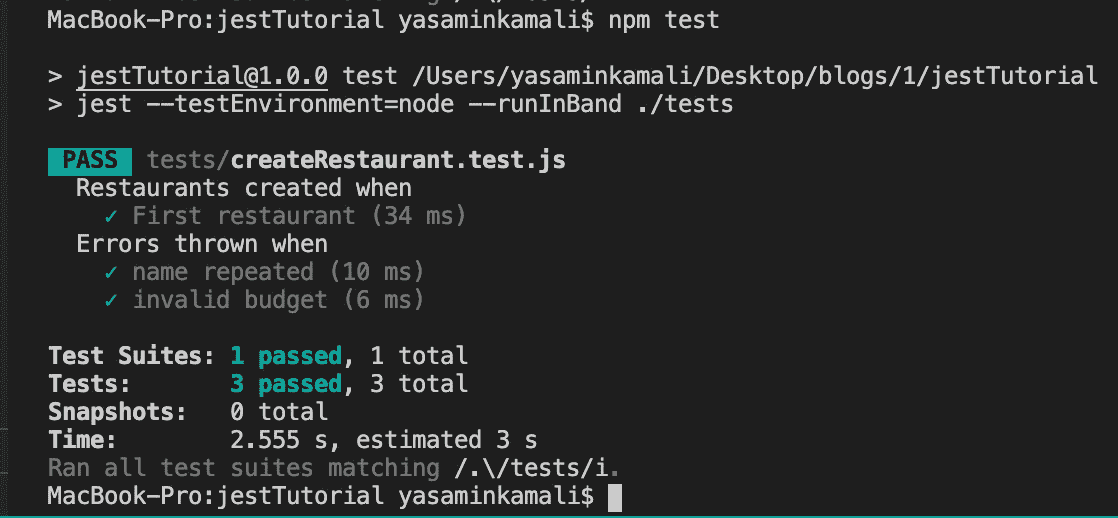 MacBook-Pro:jestTutorial yasaminkamali$ npm test
> jestTutorial@1.0.0 test /Users/yasaminkamali/Desktop/blogs/1/jestTutorial
> jest --testEnvironment=node --runInBand ./tests
PASS tests/createRestaurant.test.js
Restaurants created when
✓ First restaurant (34 ms)
Errors thrown when
✓ name repeated (10 ms)
✓ invalid budget (6 ms)
Test Suites: 1 passed, 1 total
Tests: 3 passed, 3 total
Snapshots: 0 total
Time: 2.555 s, estimated 3 s
Ran all test suites matching /.\/tests/i.
MacBook-Pro:jestTutorial yasaminkamali$